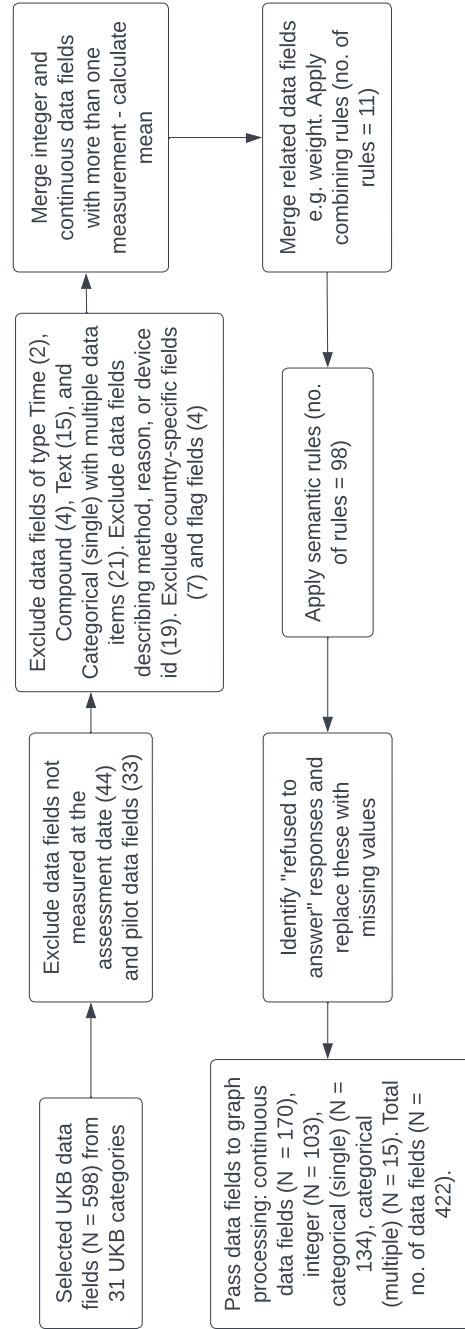 Selected UKB data
fields (N = 598) from
31 UKB categories
Exclude data fields not
measured at the
assessment date (44)
and pilot data fields (33)
Exclude data fields of type Time (2),
Compound (4), Text (15), and
Categorical (single) with multiple data
items (21). Exclude data fields
describing method, reason, or device
id (19). Exclude country-specific fields
(7) and flag fields (4)
Merge integer and
continuous data fields
with more than one
measurement - calculate
mean
Merge related data fields
e.g. weight. Apply
combining rules (no. of
rules = 11)
Apply semantic rules (no.
of rules = 98)
Identify "refused to
answer" responses and
replace these with
missing values
Pass data fields to graph
processing: continuous
data fields (N = 170),
integer (N = 103),
categorical (single) (N =
134), categorical
(multiple) (N = 15). Total
no. of data fields (N =
422).